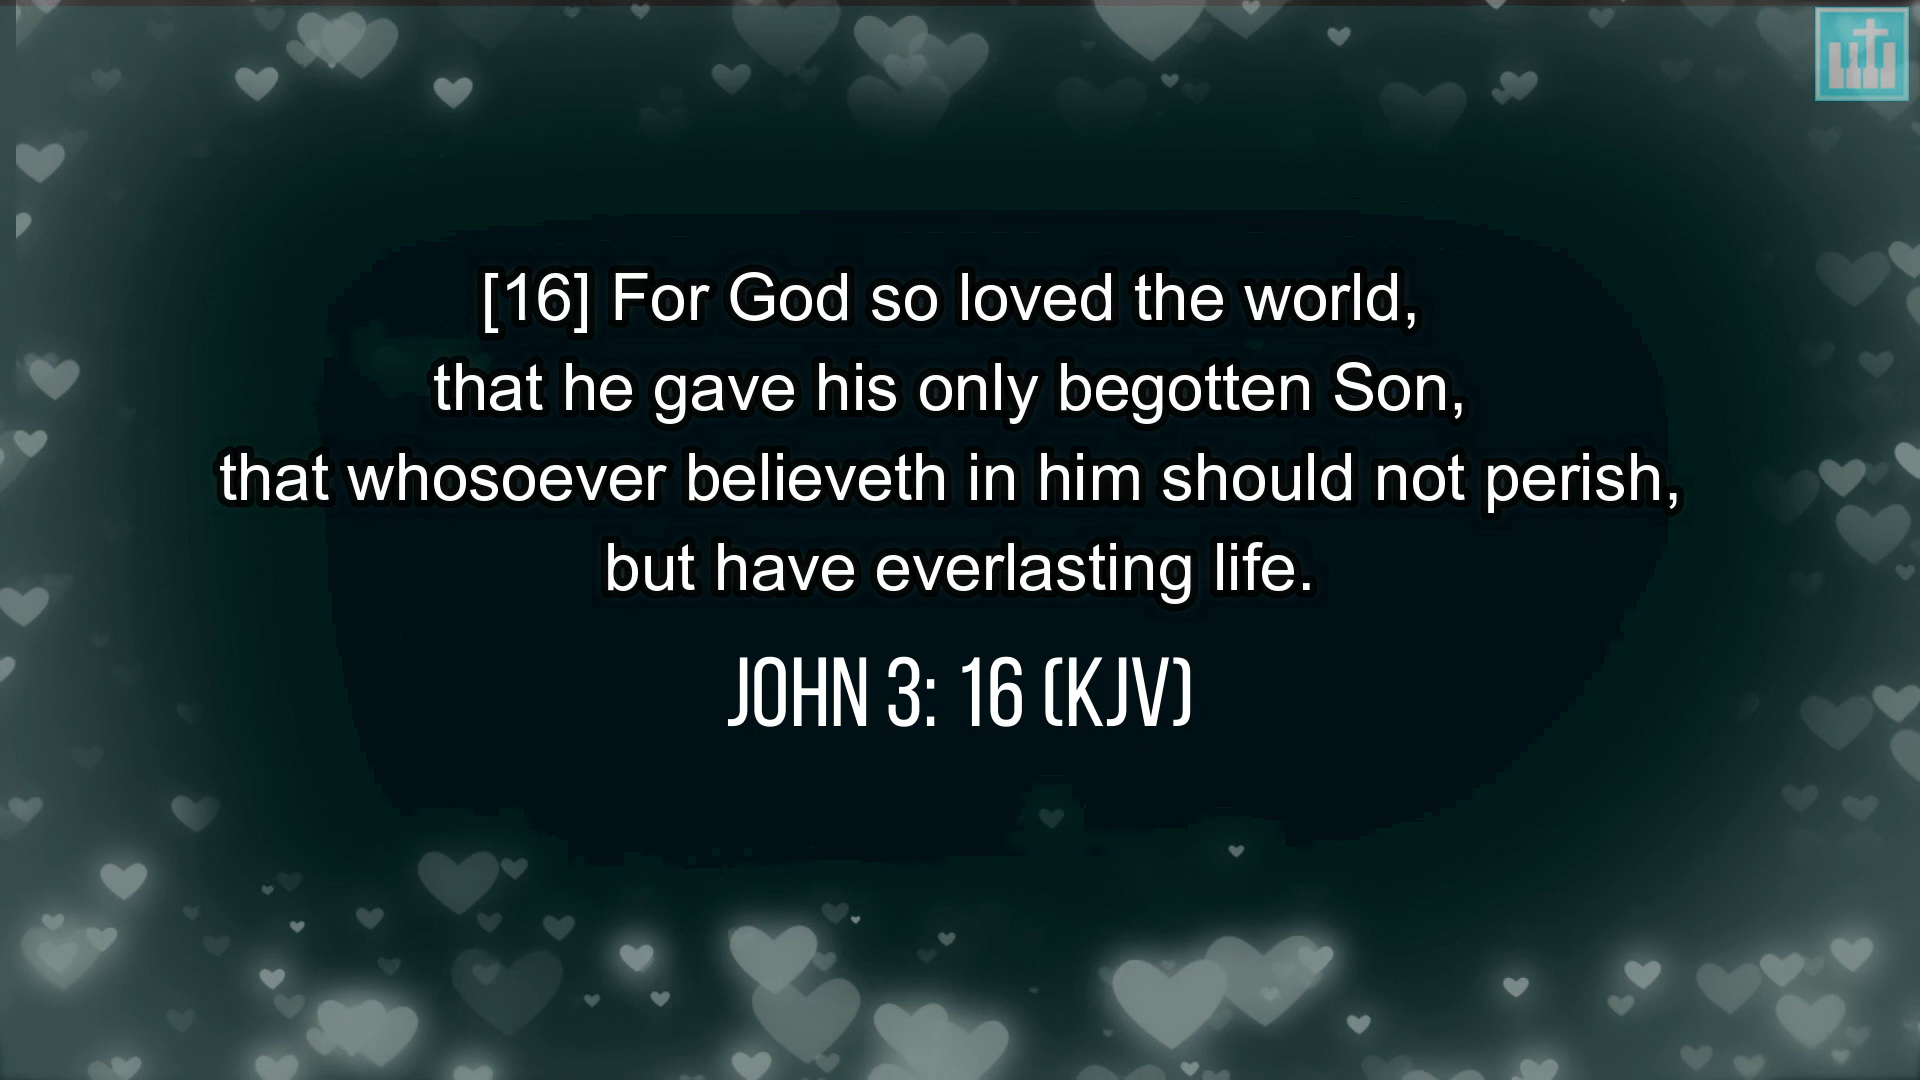 [16] For God so loved the world,
that he gave his only begotten Son,
that whosoever believeth in him should not perish,
but have everlasting life.
JOHN 3: 16 (KJV)